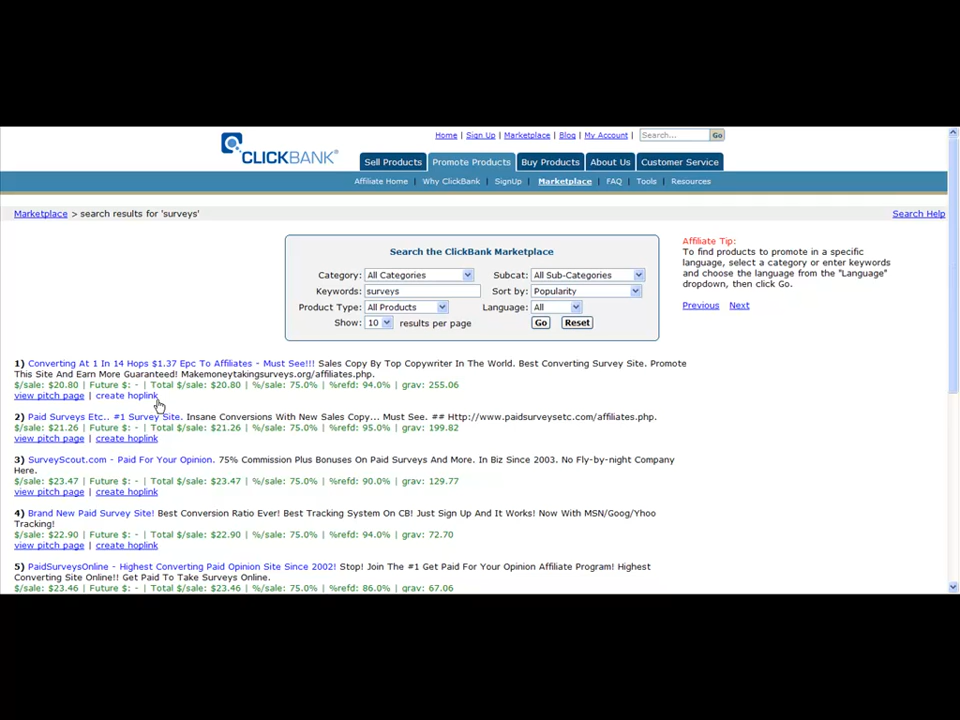 Home | Sign Up | Marketplace | Blog | My Account | Search... Go
CLICKBANK®
Sell Products Promote Products Buy Products About Us Customer Service
Affiliate Home | Why ClickBank | SignUp | Marketplace | FAQ | Tools | Resources
Marketplace > search results for 'surveys' Search Help
Search the ClickBank Marketplace
Category: All Categories Subcat: All Sub-Categories
Keywords: surveys Sort by: Popularity
Product Type: All Products Language: All
Show: 10 results per page Go Reset
Affiliate Tip:
To find products to promote in a specific
language, select a category or enter keywords
and choose the language from the "Language"
dropdown, then click Go.
Previous Next
1) Converting At 1 In 14 Hops $1.37 Epc To Affiliates - Must See!!! Sales Copy By Top Copywriter In The World. Best Converting Survey Site. Promote
This Site And Earn More Guaranteed! Makemoneytakingsurveys.org/affiliates.php.
$/sale: $20.80 | Future $: - | Total $/sale: $20.80 | %/sale: 75.0% | %refd: 94.0% | grav: 255.06
view pitch page | create hoplink
2) Paid Surveys Etc.. #1 Survey Site. Insane Conversions With New Sales Copy... Must See. ## Http://www.paidsurveysetc.com/affiliates.php.
$/sale: $21.26 | Future $: - | Total $/sale: $21.26 | %/sale: 75.0% | %refd: 95.0% | grav: 199.82
view pitch page | create hoplink
3) SurveyScout.com - Paid For Your Opinion. 75% Commission Plus Bonuses On Paid Surveys And More. In Biz Since 2003. No Fly-by-night Company
Here.
$/sale: $23.47 | Future $: - | Total $/sale: $23.47 | %/sale: 75.0% | %refd: 90.0% | grav: 129.77
view pitch page | create hoplink
4) Brand New Paid Survey Site! Best Conversion Ratio Ever! Best Tracking System On CB! Just Sign Up And It Works! Now With MSN/Goog/Yhoo
Tracking!
$/sale: $22.90 | Future $: - | Total $/sale: $22.90 | %/sale: 75.0% | %refd: 94.0% | grav: 72.70
view pitch page | create hoplink
5) PaidSurveysOnline - Highest Converting Paid Opinion Site Since 2002! Stop! Join The #1 Get Paid For Your Opinion Affiliate Program! Highest
Converting Site Online!! Get Paid To Take Surveys Online.
$/sale: $23.46 | Future $: - | Total $/sale: $23.46 | %/sale: 75.0% | %refd: 86.0% | grav: 67.06